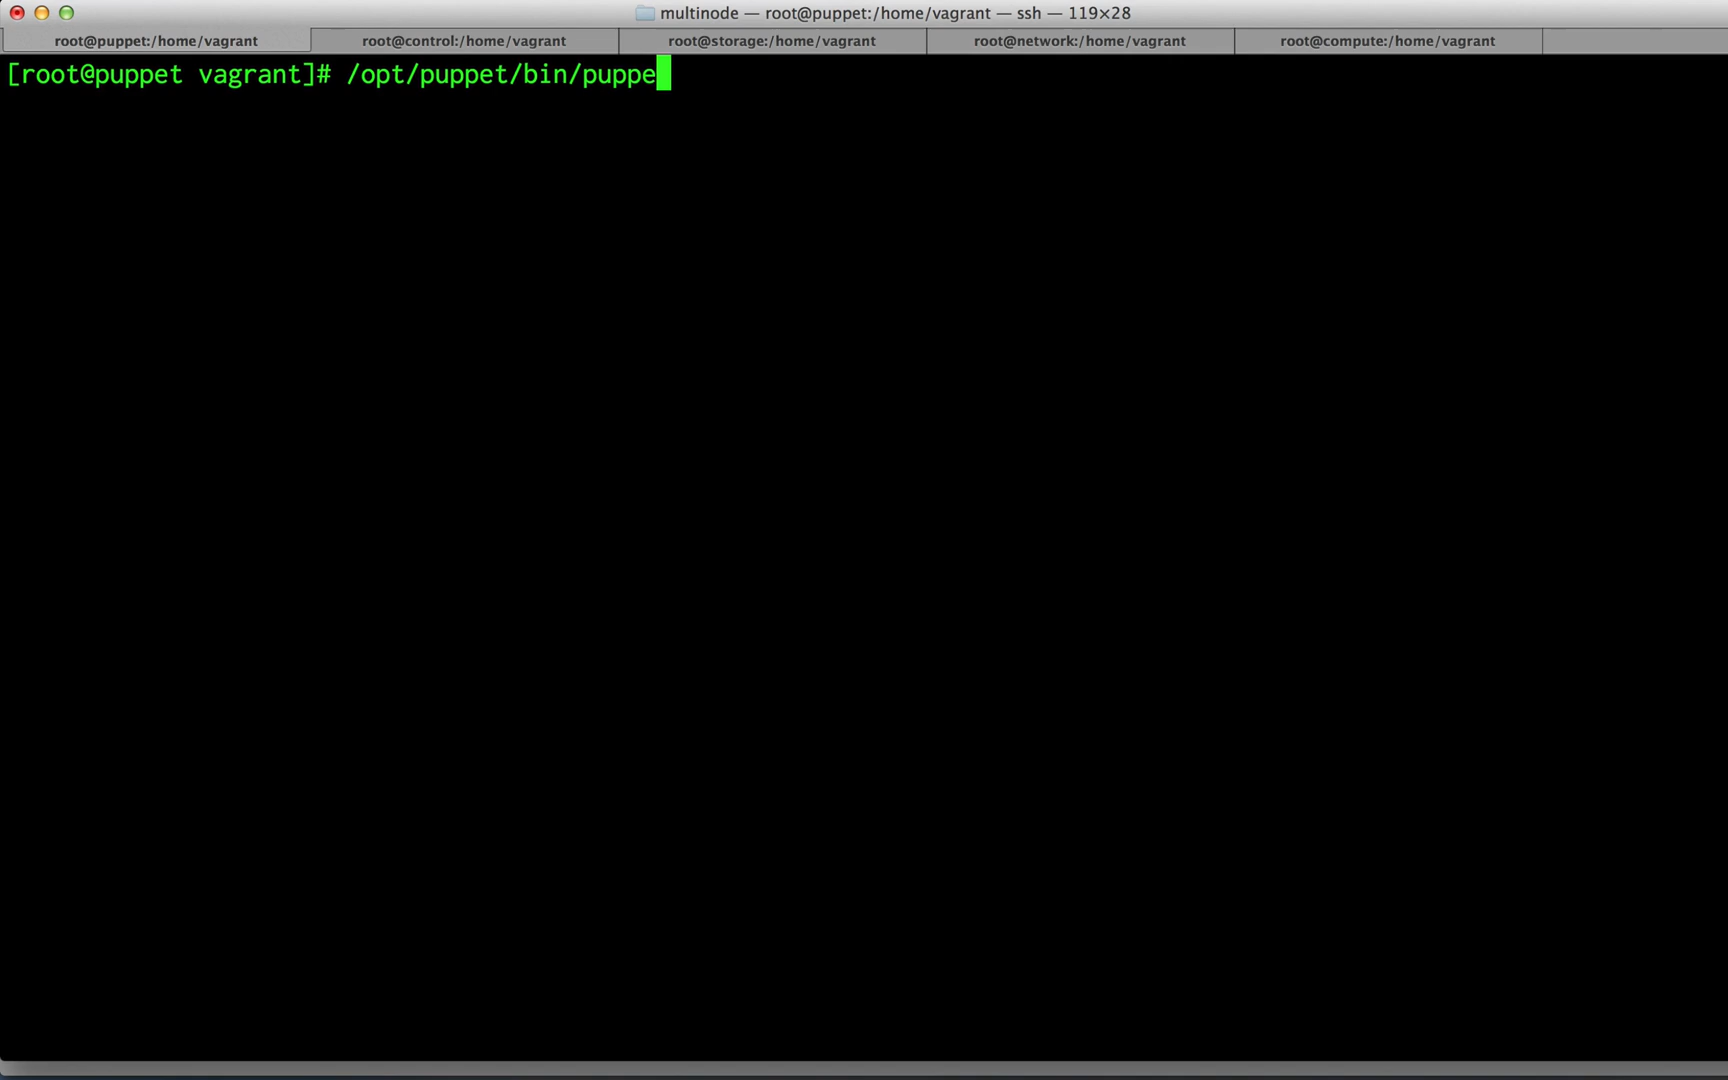 multinode — root@puppet:/home/vagrant — ssh — 119×28
root@puppet:/home/vagrant root@control:/home/vagrant root@storage:/home/vagrant root@network:/home/vagrant root@compute:/home/vagrant
[root@puppet vagrant]# /opt/puppet/bin/puppe